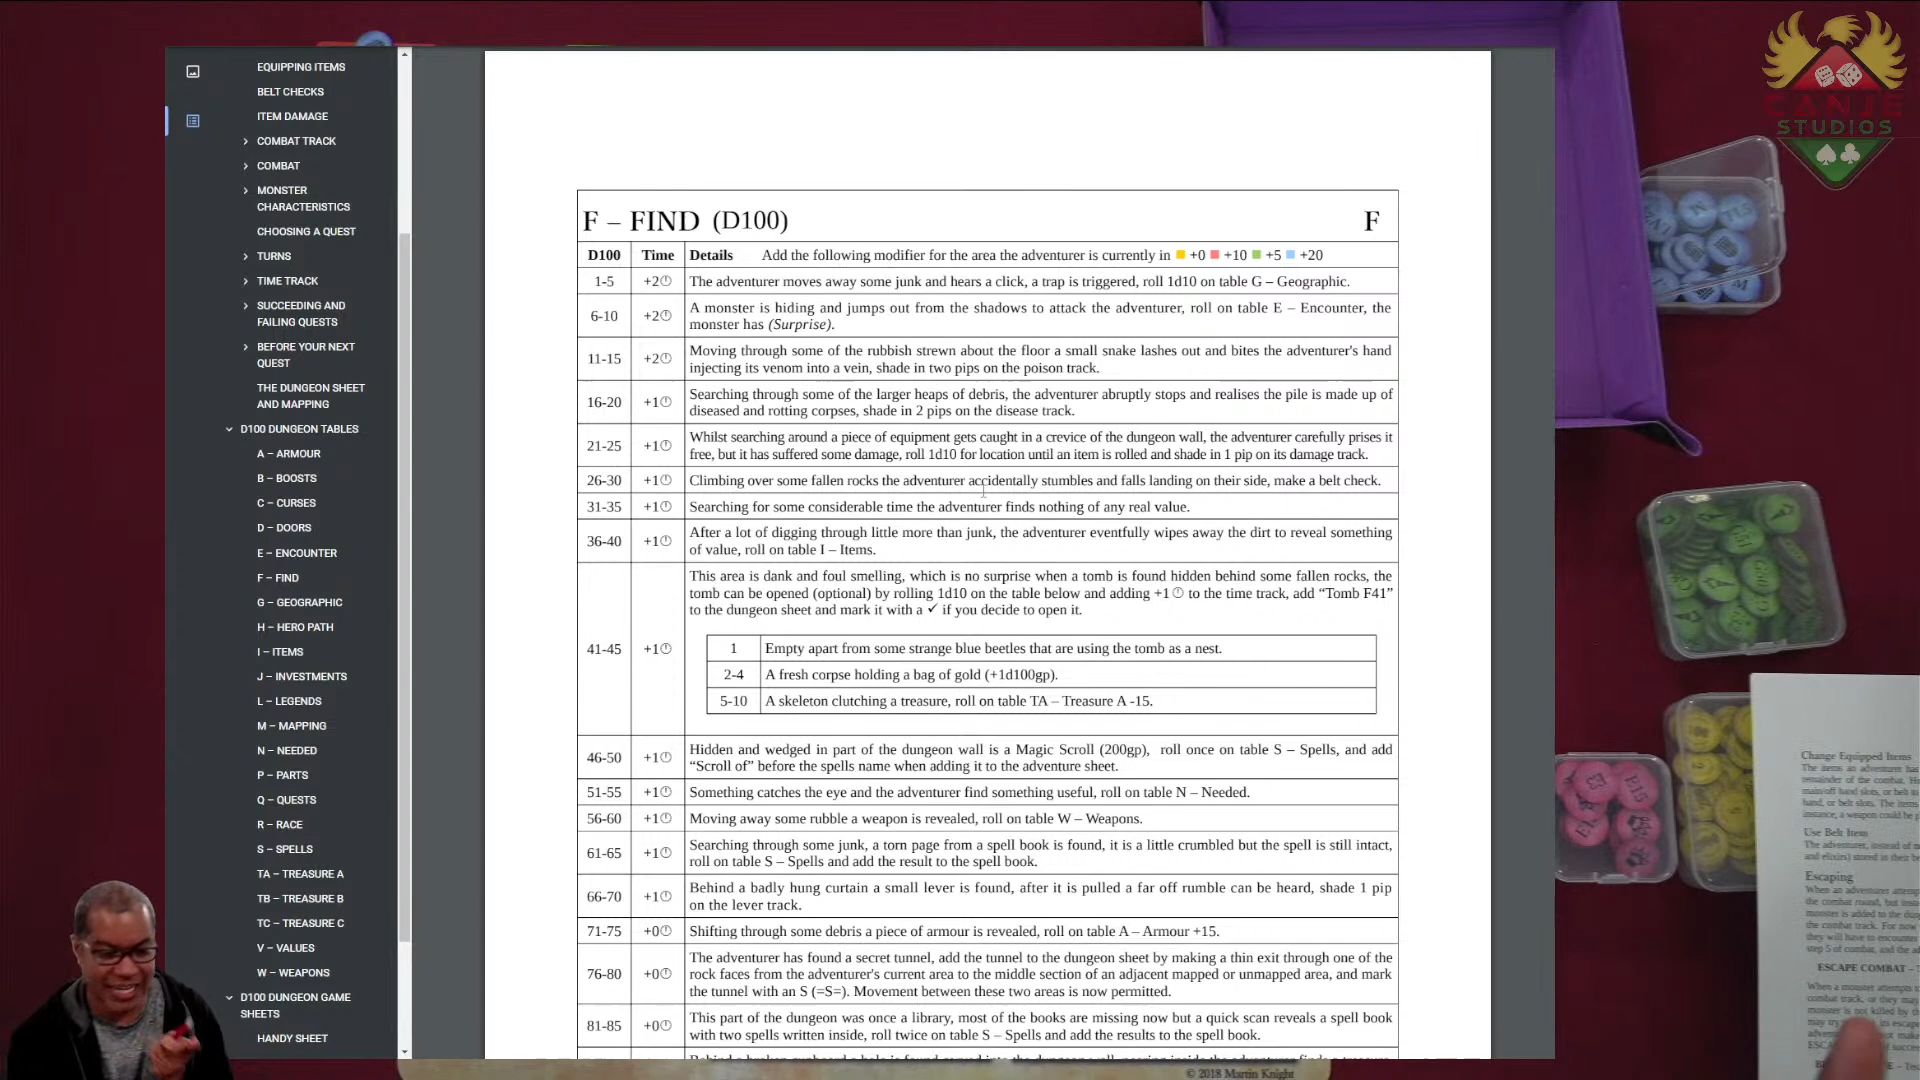 EQUIPPING ITEMS
BELT CHECKS
ITEM DAMAGE
COMBAT TRACK
COMBAT
MONSTER
CHARACTERISTICS
CHOOSING A QUEST
TURNS
TIME TRACK
SUCCEEDING AND
FAILING QUESTS
BEFORE YOUR NEXT
QUEST
THE DUNGEON SHEET
AND MAPPING
D100 DUNGEON TABLES
A – ARMOUR
B – BOOSTS
C – CURSES
D – DOORS
E – ENCOUNTER
F – FIND
G – GEOGRAPHIC
H – HERO PATH
I – ITEMS
J – INVESTMENTS
L – LEGENDS
M – MAPPING
N – NEEDED
P – PARTS
Q – QUESTS
R – RACE
S – SPELLS
TA – TREASURE A
TB – TREASURE B
TC – TREASURE C
V – VALUES
W – WEAPONS
D100 DUNGEON GAME
SHEETS
HANDY SHEET
F – FIND (D100) F
D100 Time Details Add the following modifier for the area the adventurer is currently in +0 +10 +5 +20
1-5 +2 The adventurer moves away some junk and hears a click, a trap is triggered, roll 1d10 on table G – Geographic.
6-10 +2 A monster is hiding and jumps out from the shadows to attack the adventurer, roll on table E – Encounter, the
monster has (Surprise).
11-15 +2 Moving through some of the rubbish strewn about the floor a small snake lashes out and bites the adventurer's hand
injecting its venom into a vein, shade in two pips on the poison track.
16-20 +1 Searching through some of the larger heaps of debris, the adventurer abruptly stops and realises the pile is made up of
diseased and rotting corpses, shade in 2 pips on the disease track.
21-25 +1 Whilst searching around a piece of equipment gets caught in a crevice of the dungeon wall, the adventurer carefully prises it
free, but it has suffered some damage, roll 1d10 for location until an item is rolled and shade in 1 pip on its damage track.
26-30 +1 Climbing over some fallen rocks the adventurer accidentally stumbles and falls landing on their side, make a belt check.
31-35 +1 Searching for some considerable time the adventurer finds nothing of any real value.
36-40 +1 After a lot of digging through little more than junk, the adventurer eventfully wipes away the dirt to reveal something
of value, roll on table I – Items.
41-45 +1 This area is dank and foul smelling, which is no surprise when a tomb is found hidden behind some fallen rocks, the
tomb can be opened (optional) by rolling 1d10 on the table below and adding +1 to the time track, add “Tomb F41”
to the dungeon sheet and mark it with a ✓ if you decide to open it.
1 Empty apart from some strange blue beetles that are using the tomb as a nest.
2-4 A fresh corpse holding a bag of gold (+1d100gp).
5-10 A skeleton clutching a treasure, roll on table TA – Treasure A -15.
46-50 +1 Hidden and wedged in part of the dungeon wall is a Magic Scroll (200gp), roll once on table S – Spells, and add
“Scroll of” before the spells name when adding it to the adventure sheet.
51-55 +1 Something catches the eye and the adventurer find something useful, roll on table N – Needed.
56-60 +1 Moving away some rubble a weapon is revealed, roll on table W – Weapons.
61-65 +1 Searching through some junk, a torn page from a spell book is found, it is a little crumbled but the spell is still intact,
roll on table S – Spells and add the result to the spell book.
66-70 +1 Behind a badly hung curtain a small lever is found, after it is pulled a far off rumble can be heard, shade 1 pip
on the lever track.
71-75 +0 Shifting through some debris a piece of armour is revealed, roll on table A – Armour +15.
76-80 +0 The adventurer has found a secret tunnel, add the tunnel to the dungeon sheet by making a thin exit through one of the
rock faces from the adventurer's current area to the middle section of an adjacent mapped or unmapped area, and mark
the tunnel with an S (=S=). Movement between these two areas is now permitted.
81-85 +0 This part of the dungeon was once a library, most of the books are missing now but a quick scan reveals a spell book
with two spells written inside, roll twice on table S – Spells and add the results to the spell book.
© 2018 Martin Knight
CANJE
STUDIOS
Change Equipped Items
Use Belt Item
Escaping
ESCAPE COMBAT –